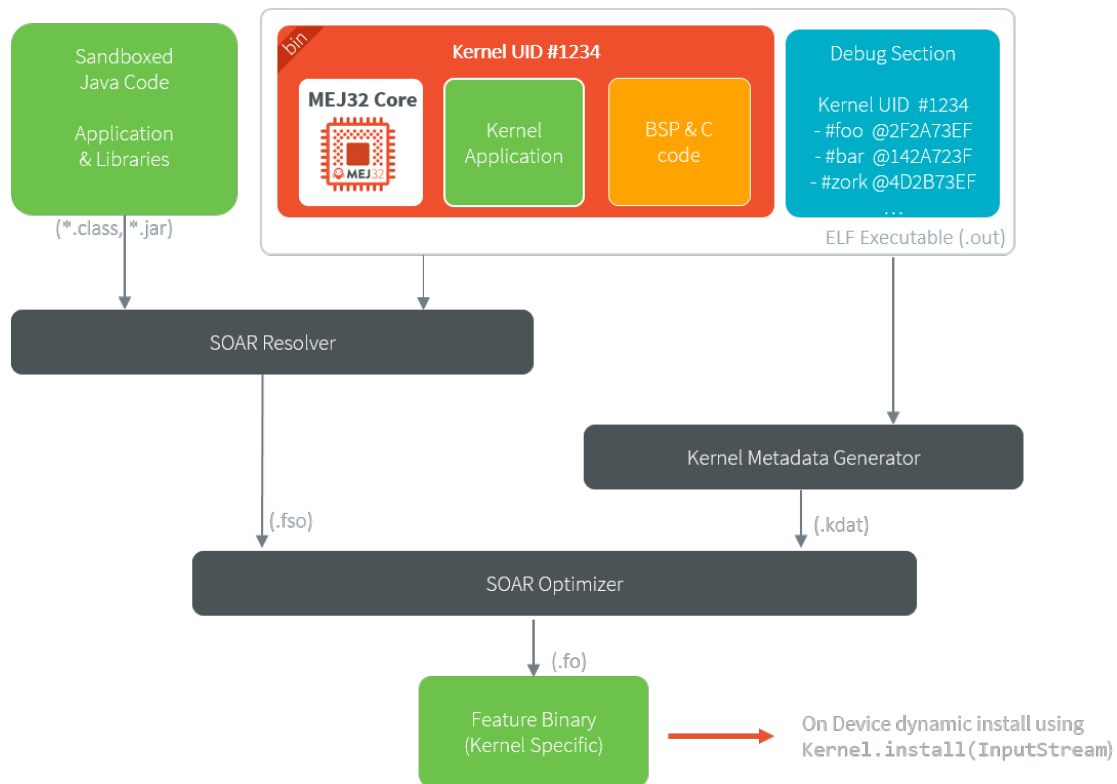 Sandboxed
Java Code
Application
& Libraries
(*.class, *.jar)
bin
Kernel UID #1234
MEJ32 Core
MEJ32
Kernel
Application
BSP & C
code
Debug Section
Kernel UID  #1234
- #foo  @2F2A73EF
- #bar  @142A723F
- #zork @4D2B73EF
...
ELF Executable (.out)
SOAR Resolver
Kernel Metadata Generator
(.fso)
(.kdat)
SOAR Optimizer
(.fo)
Feature Binary
(Kernel Specific)
On Device dynamic install using
Kernel.install(InputStream)